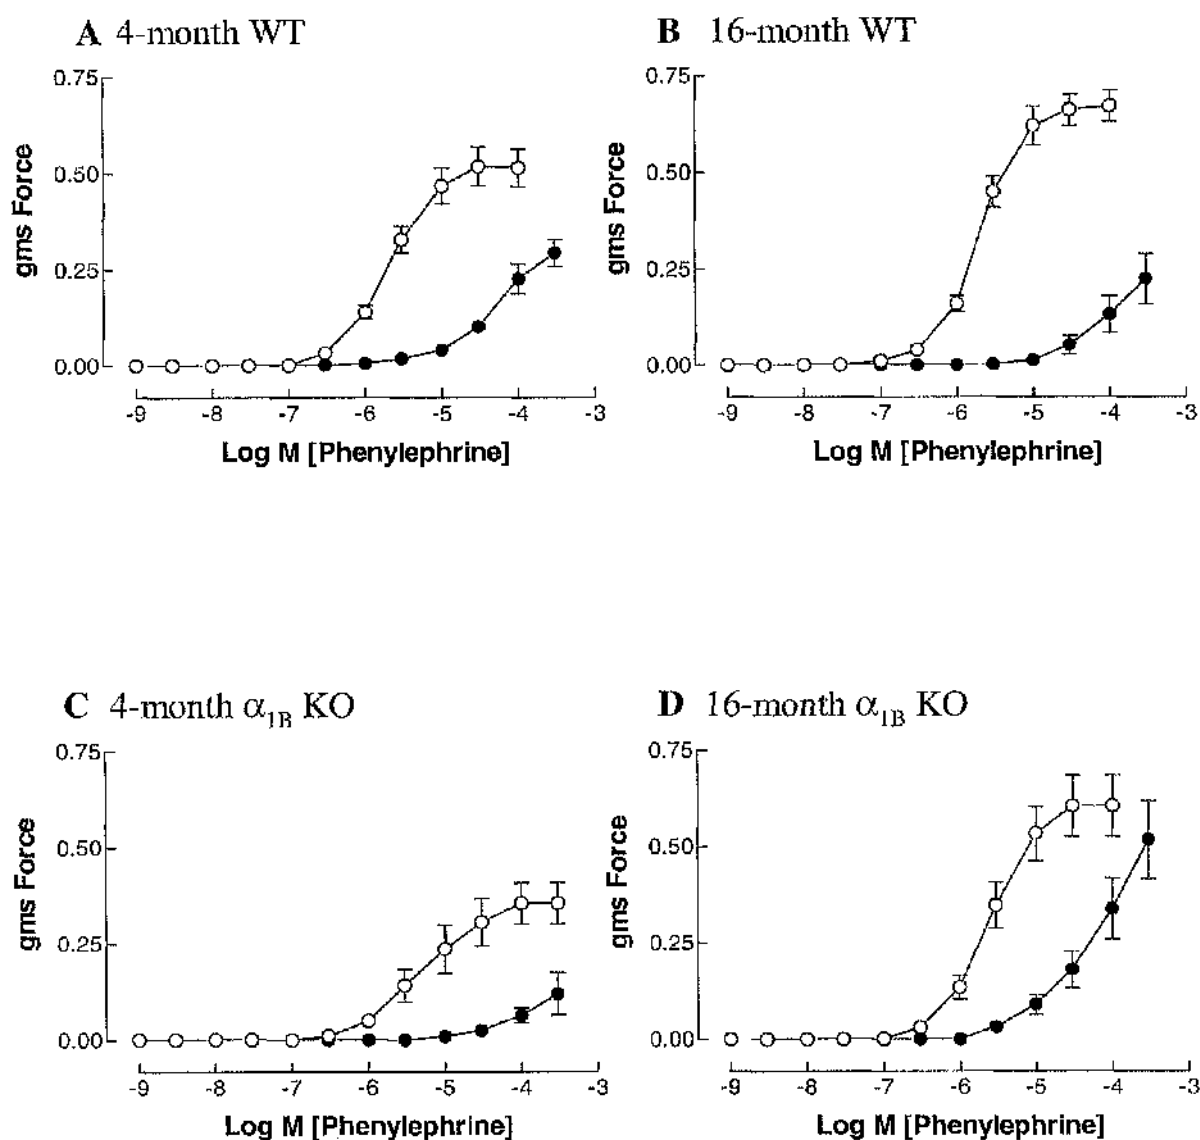 A 4-month WT
0.75
0.50
0.25
0.00
gms Force
-9 -8 -7 -6 -5 -4 -3
Log M [Phenylephrine]
B 16-month WT
0.75
0.50
0.25
0.00
gms Force
-9 -8 -7 -6 -5 -4 -3
Log M [Phenylephrine]
C 4-month α1B KO
0.75
0.50
0.25
0.00
gms Force
-9 -8 -7 -6 -5 -4 -3
Log M [Phenylephrine]
D 16-month α1B KO
0.75
0.50
0.25
0.00
gms Force
-9 -8 -7 -6 -5 -4 -3
Log M [Phenylephrine]